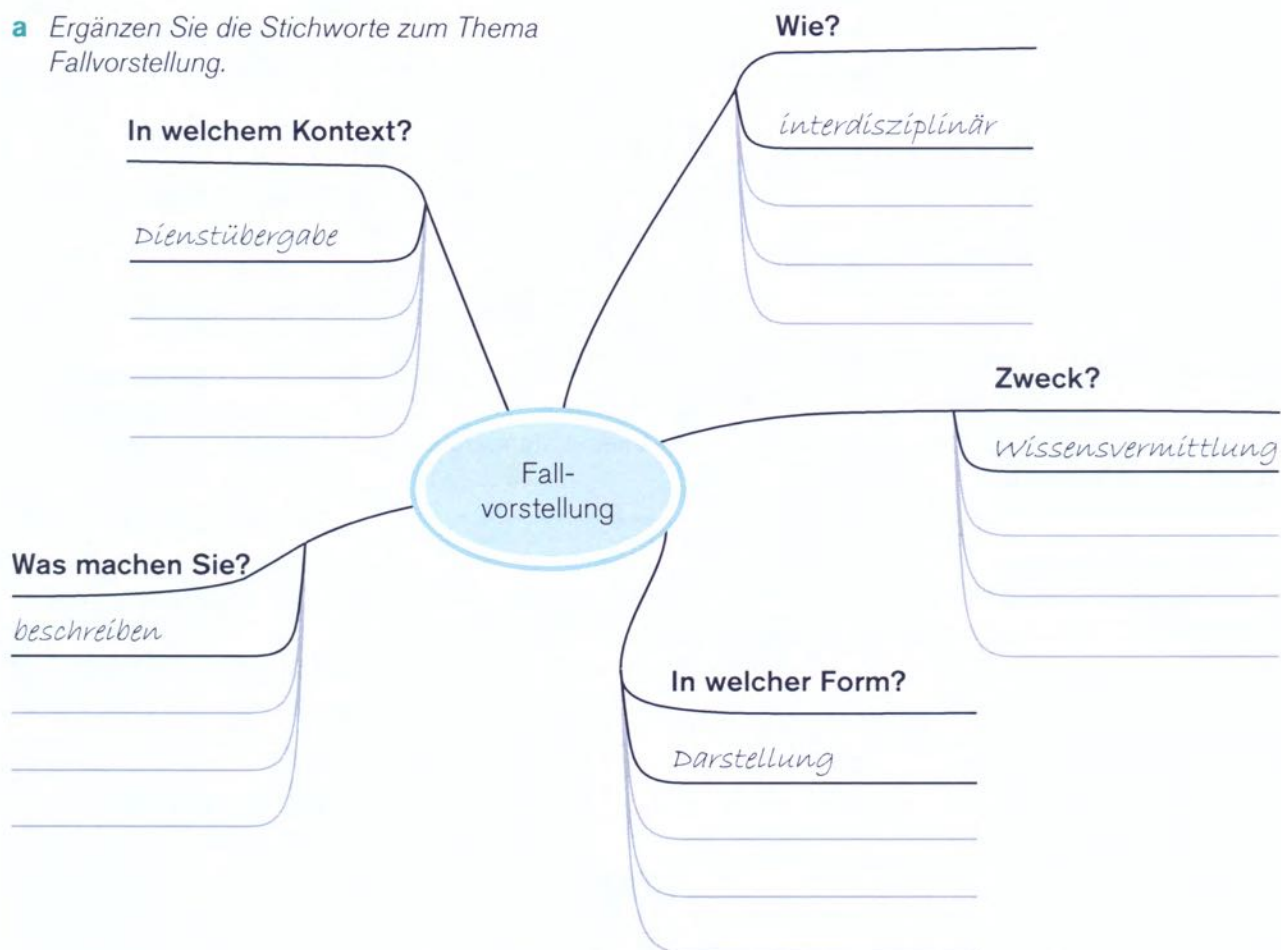 a Ergänzen Sie die Stichworte zum Thema
Fallvorstellung.
Wie?
interdisziplinär
In welchem Kontext?
Dienstübergabe
Zweck?
Wissensvermittlung
Fall-
vorstellung
Was machen Sie?
beschreiben
In welcher Form?
Darstellung